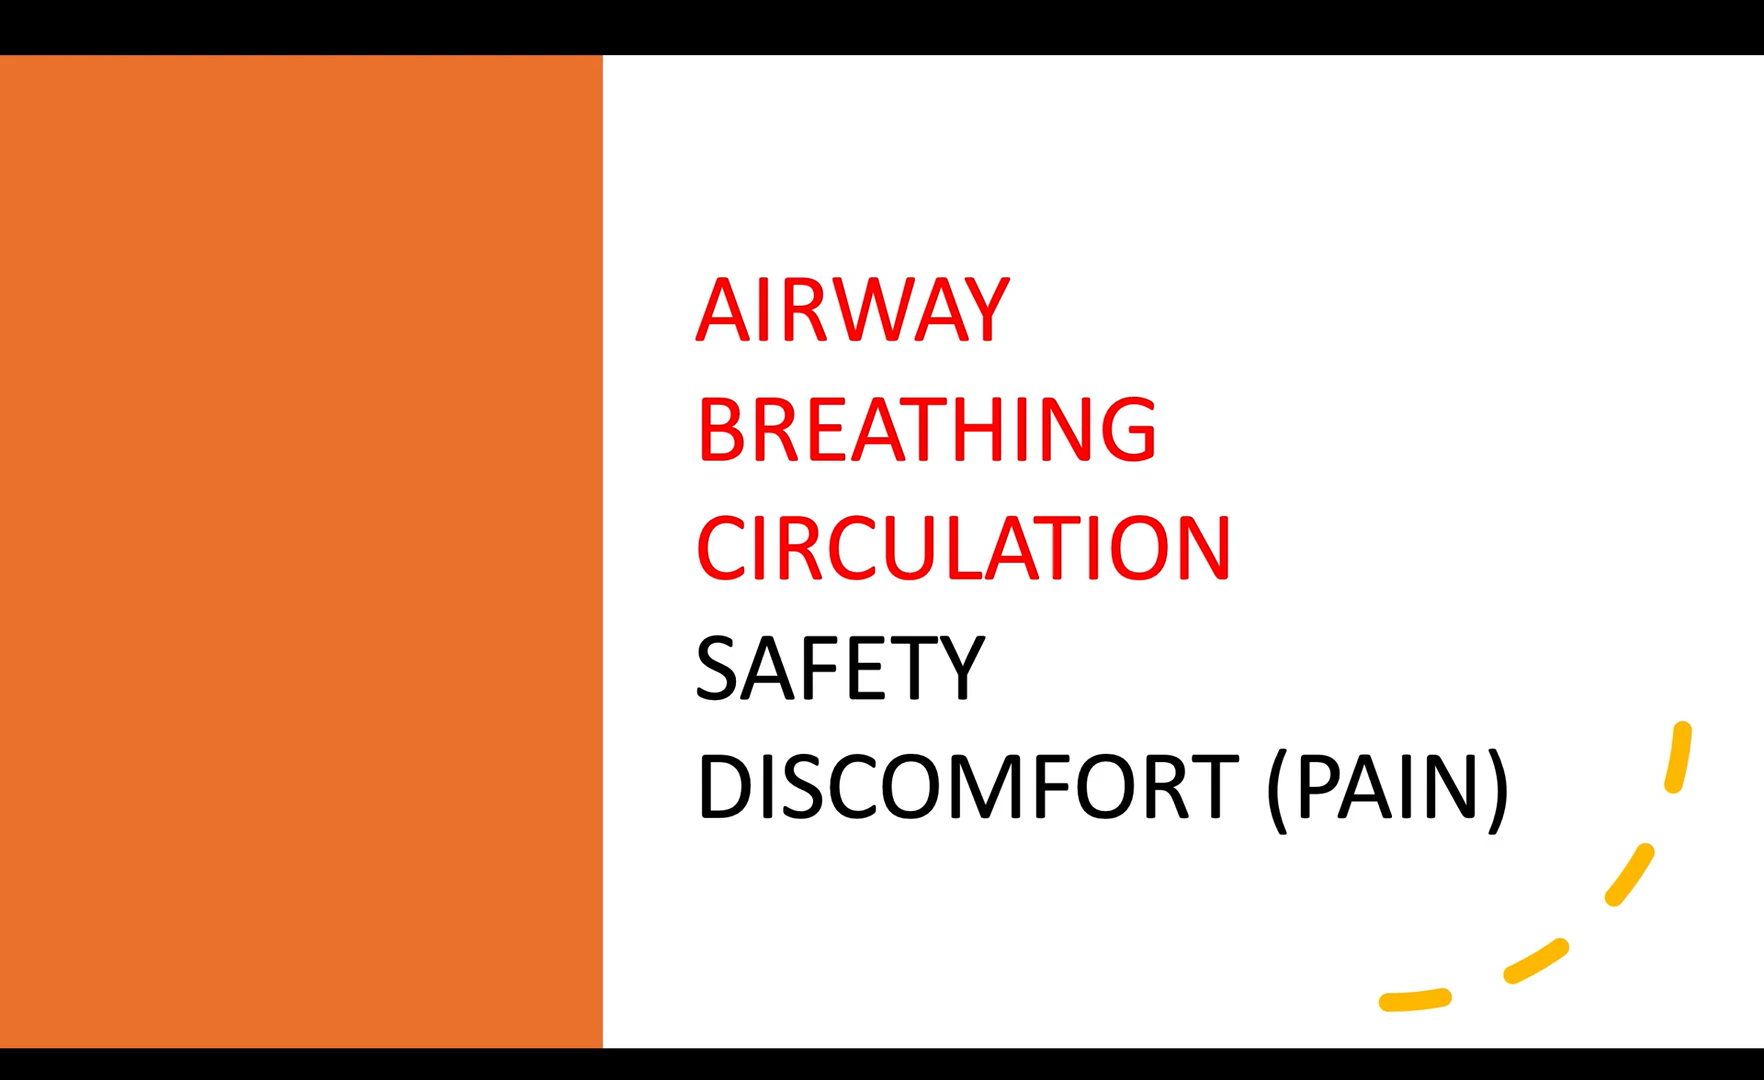 AIRWAY
BREATHING
CIRCULATION
SAFETY
DISCOMFORT (PAIN)